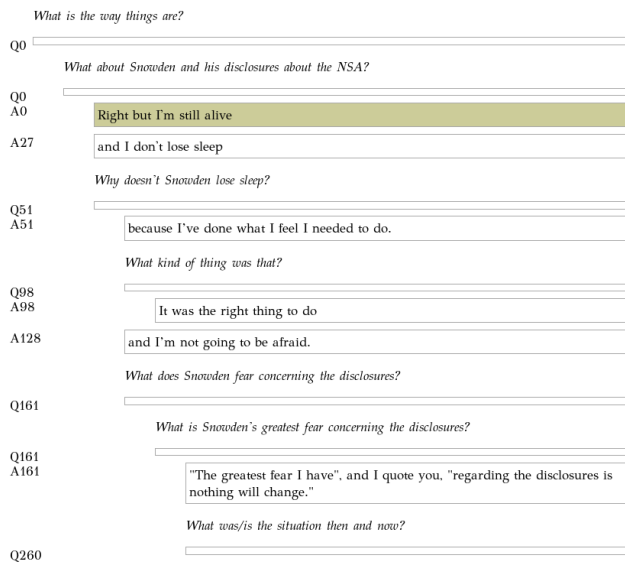 What is the way things are?
Q0
What about Snowden and his disclosures about the NSA?
Q0
A0
Right but I'm still alive
A27
and I don't lose sleep
Why doesn't Snowden lose sleep?
Q51
A51
because I've done what I feel I needed to do.
What kind of thing was that?
Q98
A98
It was the right thing to do
A128
and I'm not going to be afraid.
What does Snowden fear concerning the disclosures?
Q161
What is Snowden's greatest fear concerning the disclosures?
Q161
A161
"The greatest fear I have", and I quote you, "regarding the disclosures is
nothing will change."
What was/is the situation then and now?
Q260